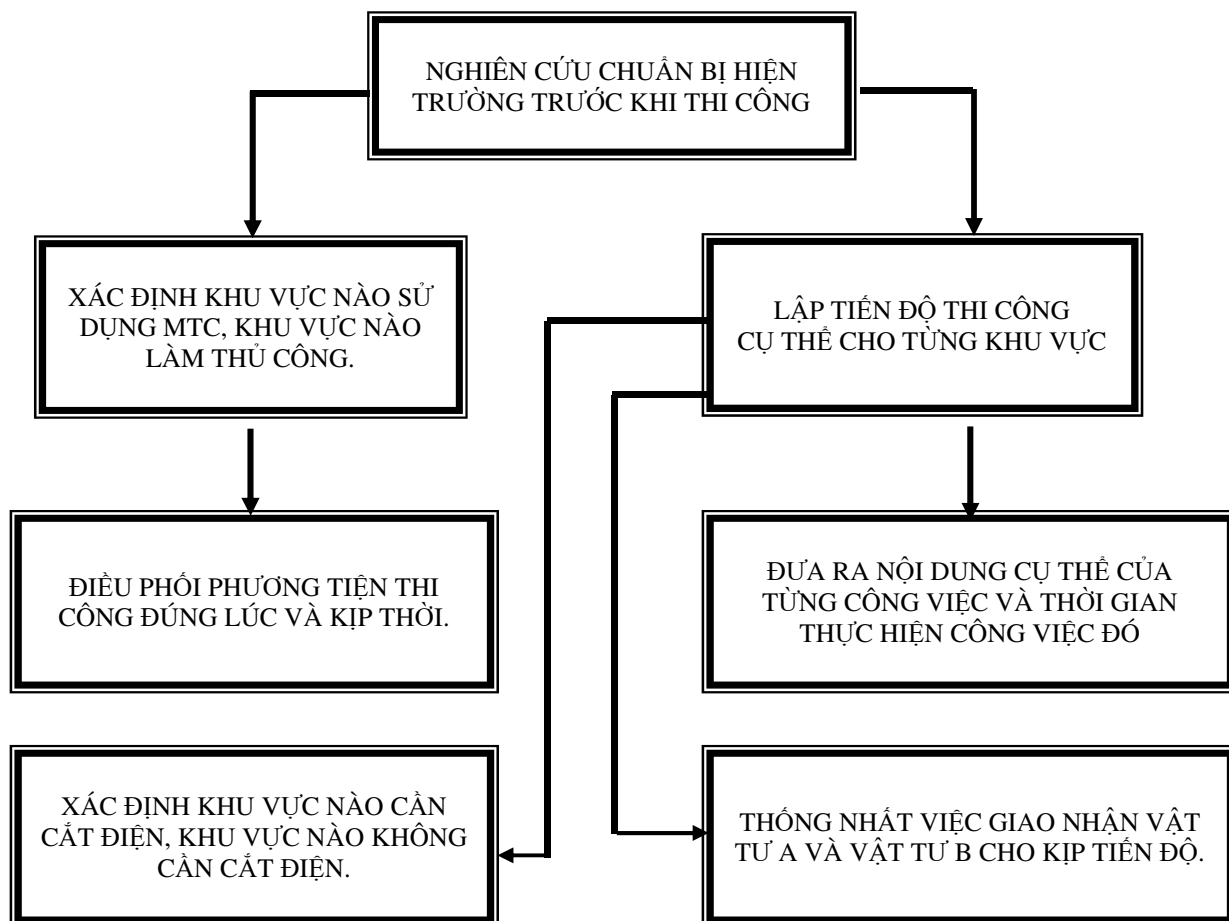 NGHIÊN CỨU CHUẨN BỊ HIỆN
TRƯỜNG TRƯỚC KHI THI CÔNG
XÁC ĐỊNH KHU VỰC NÀO SỬ
DỤNG MTC, KHU VỰC NÀO
LÀM THỦ CÔNG.
LẬP TIẾN ĐỘ THI CÔNG
CỤ THỂ CHO TỪNG KHU VỰC
ĐIỀU PHỐI PHƯƠNG TIỆN THI
CÔNG ĐÚNG LÚC VÀ KỊP THỜI.
ĐƯA RA NỘI DUNG CỤ THỂ CỦA
TỪNG CÔNG VIỆC VÀ THỜI GIAN
THỰC HIỆN CÔNG VIỆC ĐÓ
XÁC ĐỊNH KHU VỰC NÀO CẦN
CẮT ĐIỆN, KHU VỰC NÀO KHÔNG
CẦN CẮT ĐIỆN.
THỐNG NHẤT VIỆC GIAO NHẬN VẬT
TƯ A VÀ VẬT TƯ B CHO KỊP TIẾN ĐỘ.